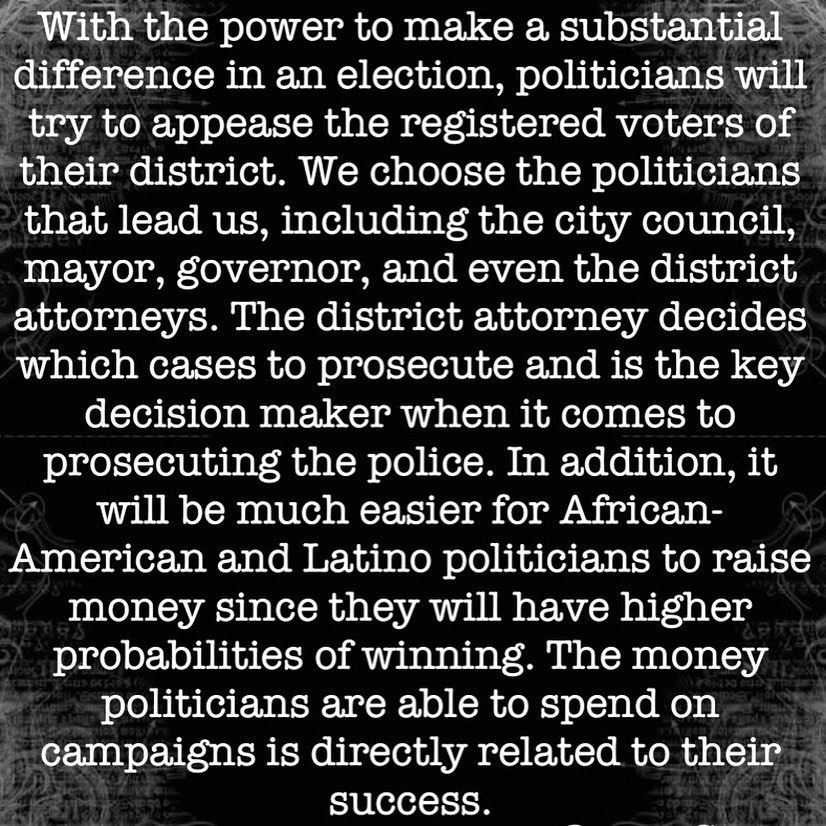 With the power to make a substantial
difference in an election, politicians will
try to appease the registered voters of
their district. We choose the politicians
that lead us, including the city council,
mayor, governor, and even the district
attorneys. The district attorney decides
which cases to prosecute and is the key
decision maker when it comes to
prosecuting the police. In addition, it
will be much easier for African-
American and Latino politicians to raise
money since they will have higher
probabilities of winning. The money
politicians are able to spend on
campaigns is directly related to their
success.